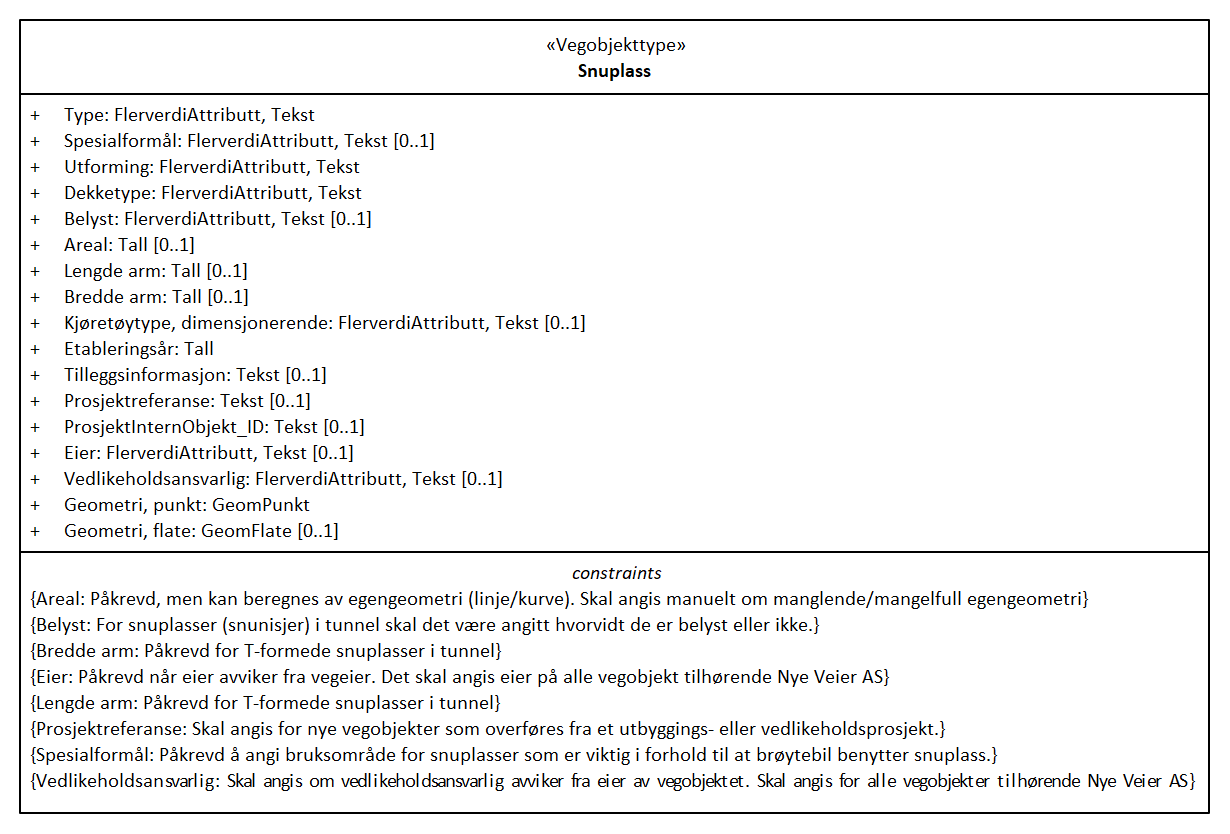 «Vegobjekttype»
Snuplass
+ Type: FlerverdiAttributt, Tekst
+ Spesialformål: FlerverdiAttributt, Tekst [0..1]
+ Utforming: FlerverdiAttributt, Tekst
+ Dekketype: FlerverdiAttributt, Tekst
+ Belyst: FlerverdiAttributt, Tekst [0..1]
+ Areal: Tall [0..1]
+ Lengde arm: Tall [0..1]
+ Bredde arm: Tall [0..1]
+ Kjøretøytype, dimensjonerende: FlerverdiAttributt, Tekst [0..1]
+ Etableringsår: Tall
+ Tilleggsinformasjon: Tekst [0..1]
+ Prosjektreferanse: Tekst [0..1]
+ ProsjektInternObjekt_ID: Tekst [0..1]
+ Eier: FlerverdiAttributt, Tekst [0..1]
+ Vedlikeholdsansvarlig: FlerverdiAttributt, Tekst [0..1]
+ Geometri, punkt: GeomPunkt
+ Geometri, flate: GeomFlate [0..1]
constraints
{Areal: Påkrevd, men kan beregnes av egengeometri (linje/kurve). Skal angis manuelt om manglende/mangelfull egengeometri}
{Belyst: For snuplasser (snunisjer) i tunnel skal det være angitt hvorvidt de er belyst eller ikke.}
{Bredde arm: Påkrevd for T-formede snuplasser i tunnel}
{Eier: Påkrevd når eier avviker fra vegeier. Det skal angis eier på alle vegobjekt tilhørende Nye Veier AS}
{Lengde arm: Påkrevd for T-formede snuplasser i tunnel}
{Prosjektreferanse: Skal angis for nye vegobjekter som overføres fra et utbyggings- eller vedlikeholdsprosjekt.}
{Spesialformål: Påkrevd å angi bruksområde for snuplasser som er viktig i forhold til at brøytebil benytter snuplass.}
{Vedlikeholdsansvarlig: Skal angis om vedlikeholdsansvarlig avviker fra eier av vegobjektet. Skal angis for alle vegobjekter tilhørende Nye Veier AS}